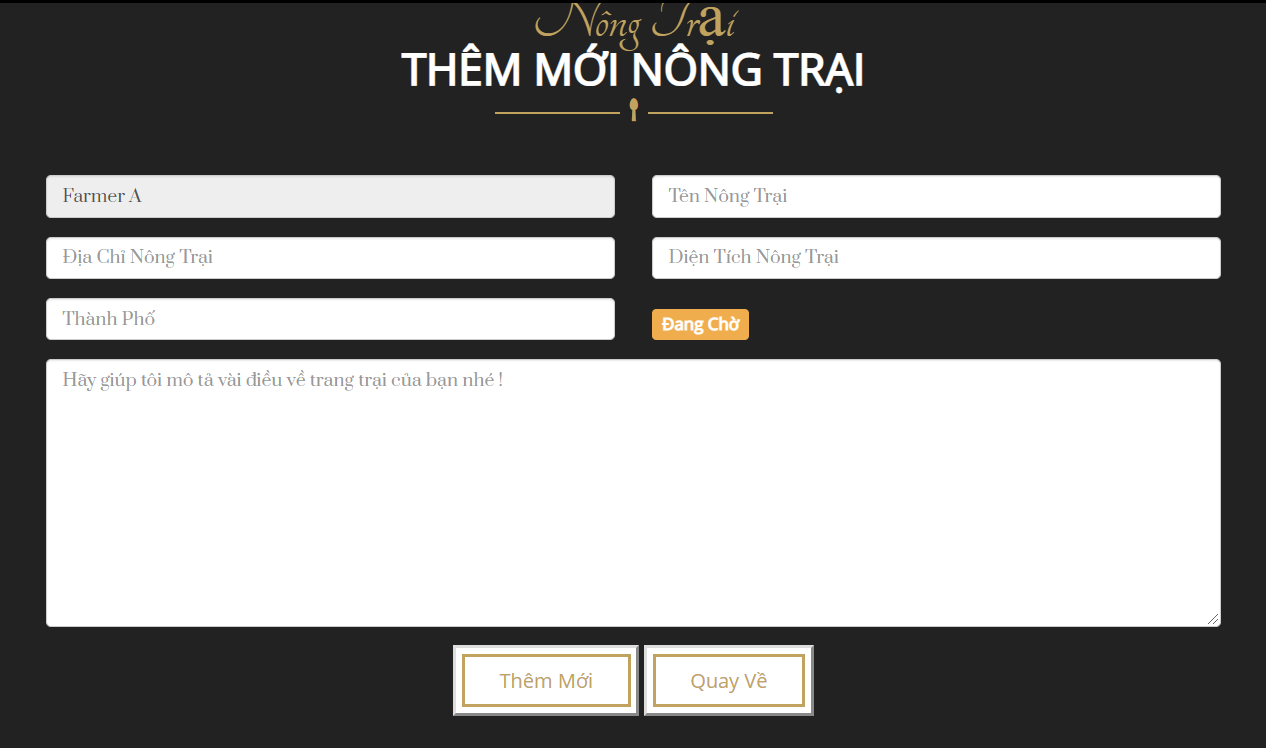 Nông Trại
THÊM MỚI NÔNG TRẠI
Farmer A
Tên Nông Trại
Địa Chỉ Nông Trại
Diện Tích Nông Trại
Thành Phố
Đang Chờ
Hãy giúp tôi mô tả vài điều về trang trại của bạn nhé !
Thêm Mới
Quay Về